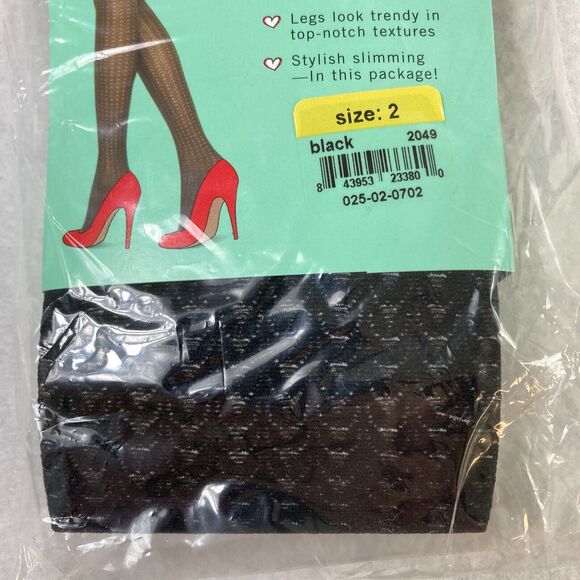 Legs look trendy in
top-notch textures
Stylish slimming
—In this package!
size: 2
black 2049
8 43953 23380 0
025-02-0702